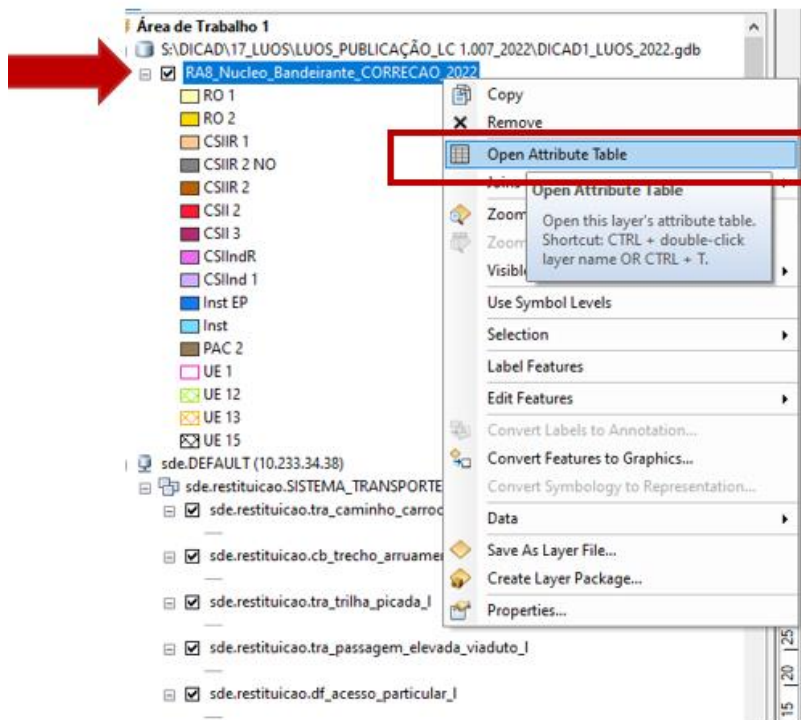 Área de Trabalho 1
S:\DICAD\17_LUOS\LUOS_PUBLICAÇÃO_LC 1.007_2022\DICAD1_LUOS_2022.gdb
RA8_Nucleo_Bandeirante_CORRECAO_2022
RO 1
RO 2
CSIIR 1
CSIIR 2 NO
CSIIR 2
CSII 2
CSII 3
CSIIndR
CSIInd 1
Inst EP
Inst
PAC 2
UE 1
UE 12
UE 13
UE 15
sde.DEFAULT (10.233.34.38)
sde.restituicao.SISTEMA_TRANSPORTE
sde.restituicao.tra_caminho_carroc
sde.restituicao.cb_trecho_arruame
sde.restituicao.tra_trilha_picada_l
sde.restituicao.tra_passagem_elevada_viaduto_l
sde.restituicao.df_acesso_particular_l
Copy
Remove
Open Attribute Table
Joins
Zoom
Zoom
Visible
Use Symbol Levels
Selection
Label Features
Edit Features
Convert Labels to Annotation...
Convert Features to Graphics...
Convert Symbology to Representation...
Data
Save As Layer File...
Create Layer Package...
Properties...
Open Attribute Table
Open this layer's attribute table.
Shortcut: CTRL + double-click
layer name OR CTRL + T.
25
20
15